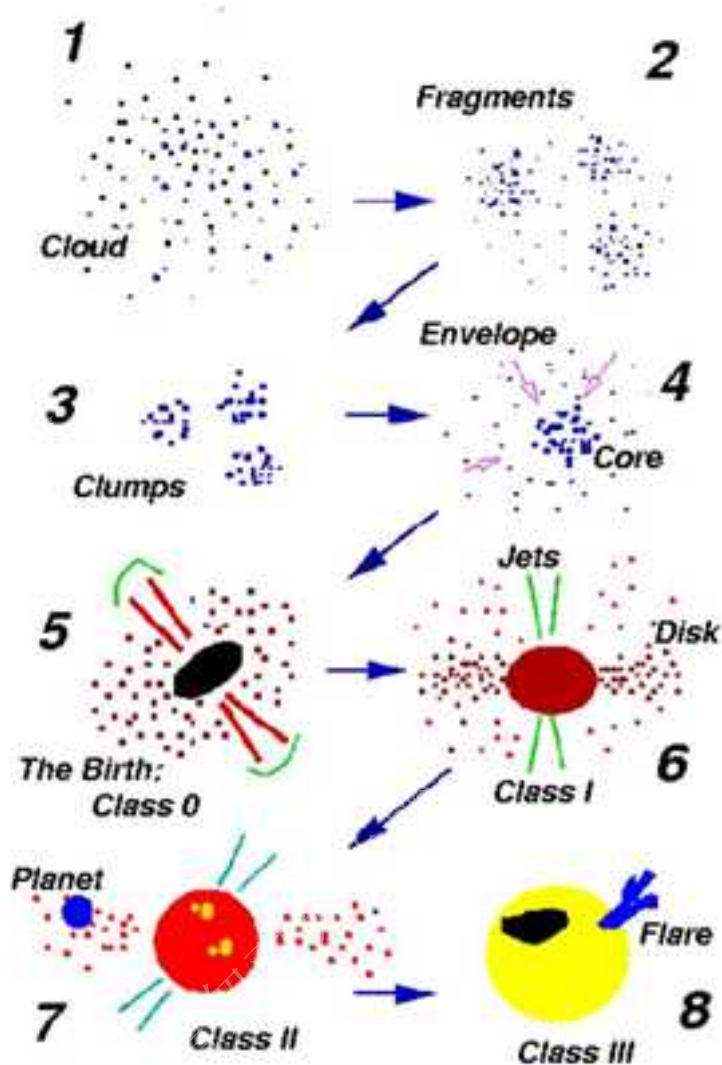 1
2
Fragments
Cloud
Envelope
3
4
Core
Clumps
Jets
5
Disk
The Birth:
Class 0
6
Class I
Planet
Flare
7
8
Class II
Class III